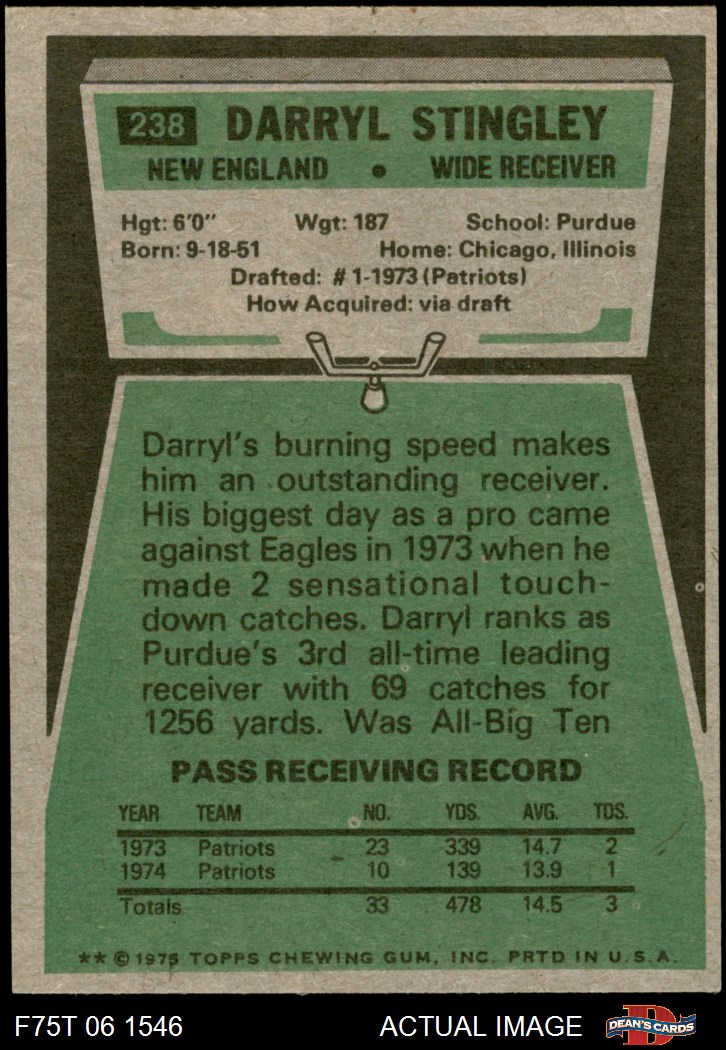 238 DARRYL STINGLEY
NEW ENGLAND • WIDE RECEIVER
Hgt: 6'0" Wgt: 187 School: Purdue
Born: 9-18-51 Home: Chicago, Illinois
Drafted: #1-1973 (Patriots)
How Acquired: via draft
Darryl's burning speed makes
him an outstanding receiver.
His biggest day as a pro came
against Eagles in 1973 when he
made 2 sensational touch-
down catches. Darryl ranks as
Purdue's 3rd all-time leading
receiver with 69 catches for
1256 yards. Was All-Big Ten
PASS RECEIVING RECORD
YEAR TEAM NO. YDS. AVG. TDS.
1973 Patriots 23 339 14.7 2
1974 Patriots 10 139 13.9 1
Totals 33 478 14.5 3
** © 1975 TOPPS CHEWING GUM, INC. PRTD IN U.S.A.
F75T 06 1546 ACTUAL IMAGE D DEAN'S CARDS